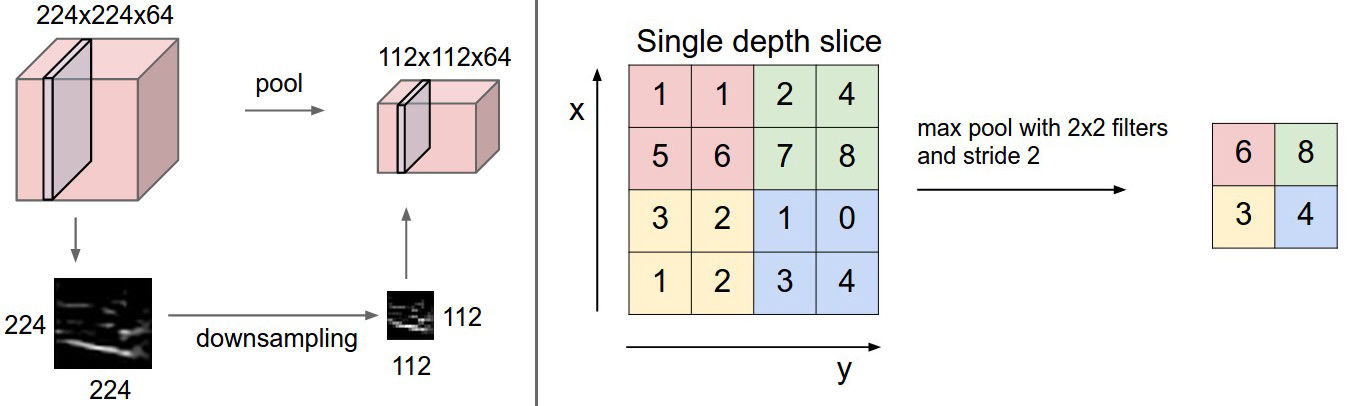 224x224x64
pool
112x112x64
224
224
downsampling
112
112
Single depth slice
x
1 1 2 4
5 6 7 8
3 2 1 0
1 2 3 4
y
max pool with 2x2 filters
and stride 2
6 8
3 4